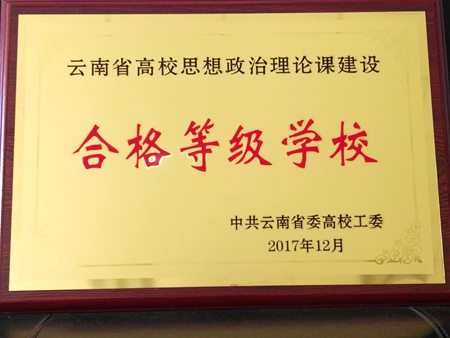 云南省高校思想政治理论课建设
合格等级学校
中共云南省委高校工委
2017年12月